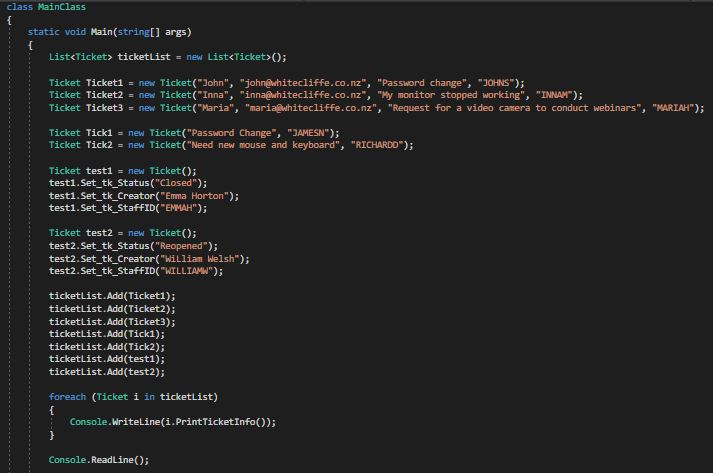 class MainClass
{
static void Main(string[] args)
{
List<Ticket> ticketList = new List<Ticket>();
Ticket Ticket1 = new Ticket("John", "john@whitecliffe.co.nz", "Password change", "JOHNS");
Ticket Ticket2 = new Ticket("Inna", "inna@whitecliffe.co.nz", "My monitor stopped working", "INNAM");
Ticket Ticket3 = new Ticket("Maria", "maria@whitecliffe.co.nz", "Request for a video camera to conduct webinars", "MARIAH");
Ticket Tick1 = new Ticket("Password Change", "JAMESN");
Ticket Tick2 = new Ticket("Need new mouse and keyboard", "RICHARDD");
Ticket test1 = new Ticket();
test1.Set_tk_Status("Closed");
test1.Set_tk_Creator("Emma Horton");
test1.Set_tk_StaffID("EMMAH");
Ticket test2 = new Ticket();
test2.Set_tk_Status("Reopened");
test2.Set_tk_Creator("WiLliam Welsh");
test2.Set_tk_StaffID("WILLIAMW");
ticketList.Add(Ticket1);
ticketList.Add(Ticket2);
ticketList.Add(Ticket3);
ticketList.Add(Tick1);
ticketList.Add(Tick2);
ticketList.Add(test1);
ticketList.Add(test2);
foreach (Ticket i in ticketList)
{
Console.WriteLine(i.PrintTicketInfo());
}
Console.ReadLine();